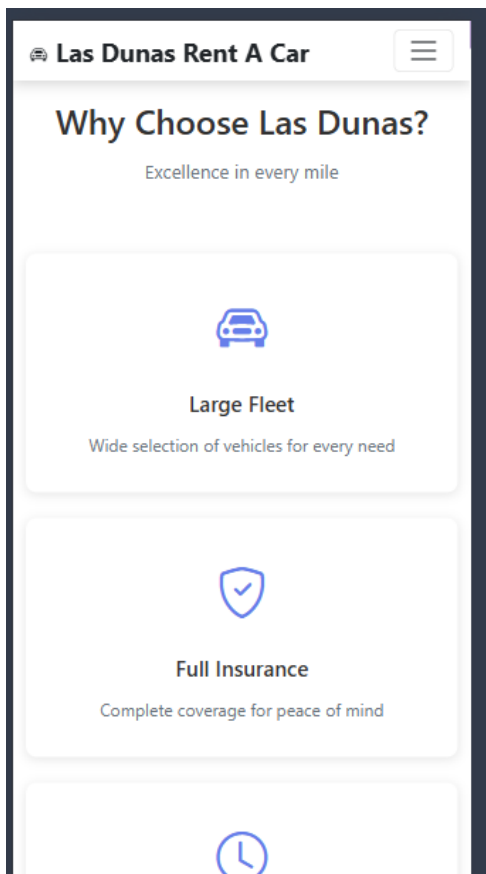 Las Dunas Rent A Car
Why Choose Las Dunas?
Excellence in every mile
Large Fleet
Wide selection of vehicles for every need
Full Insurance
Complete coverage for peace of mind